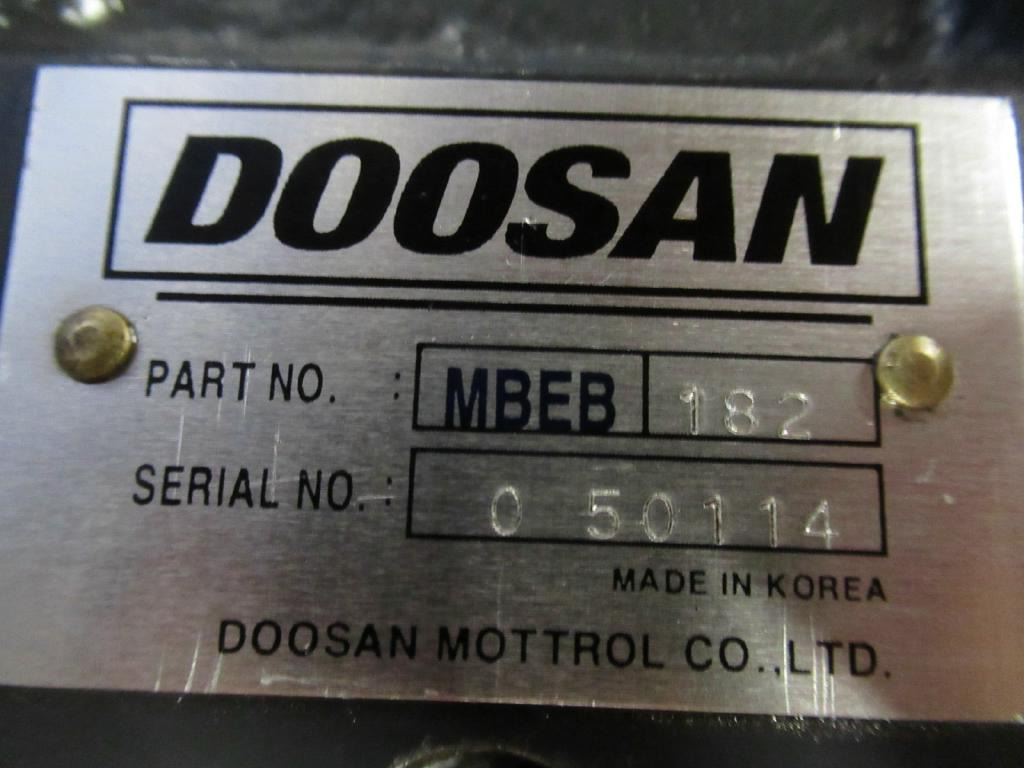 DOOSAN
PART NO. : MBEB 182
SERIAL NO. : 0 50114
MADE IN KOREA
DOOSAN MOTTROL CO.,LTD.